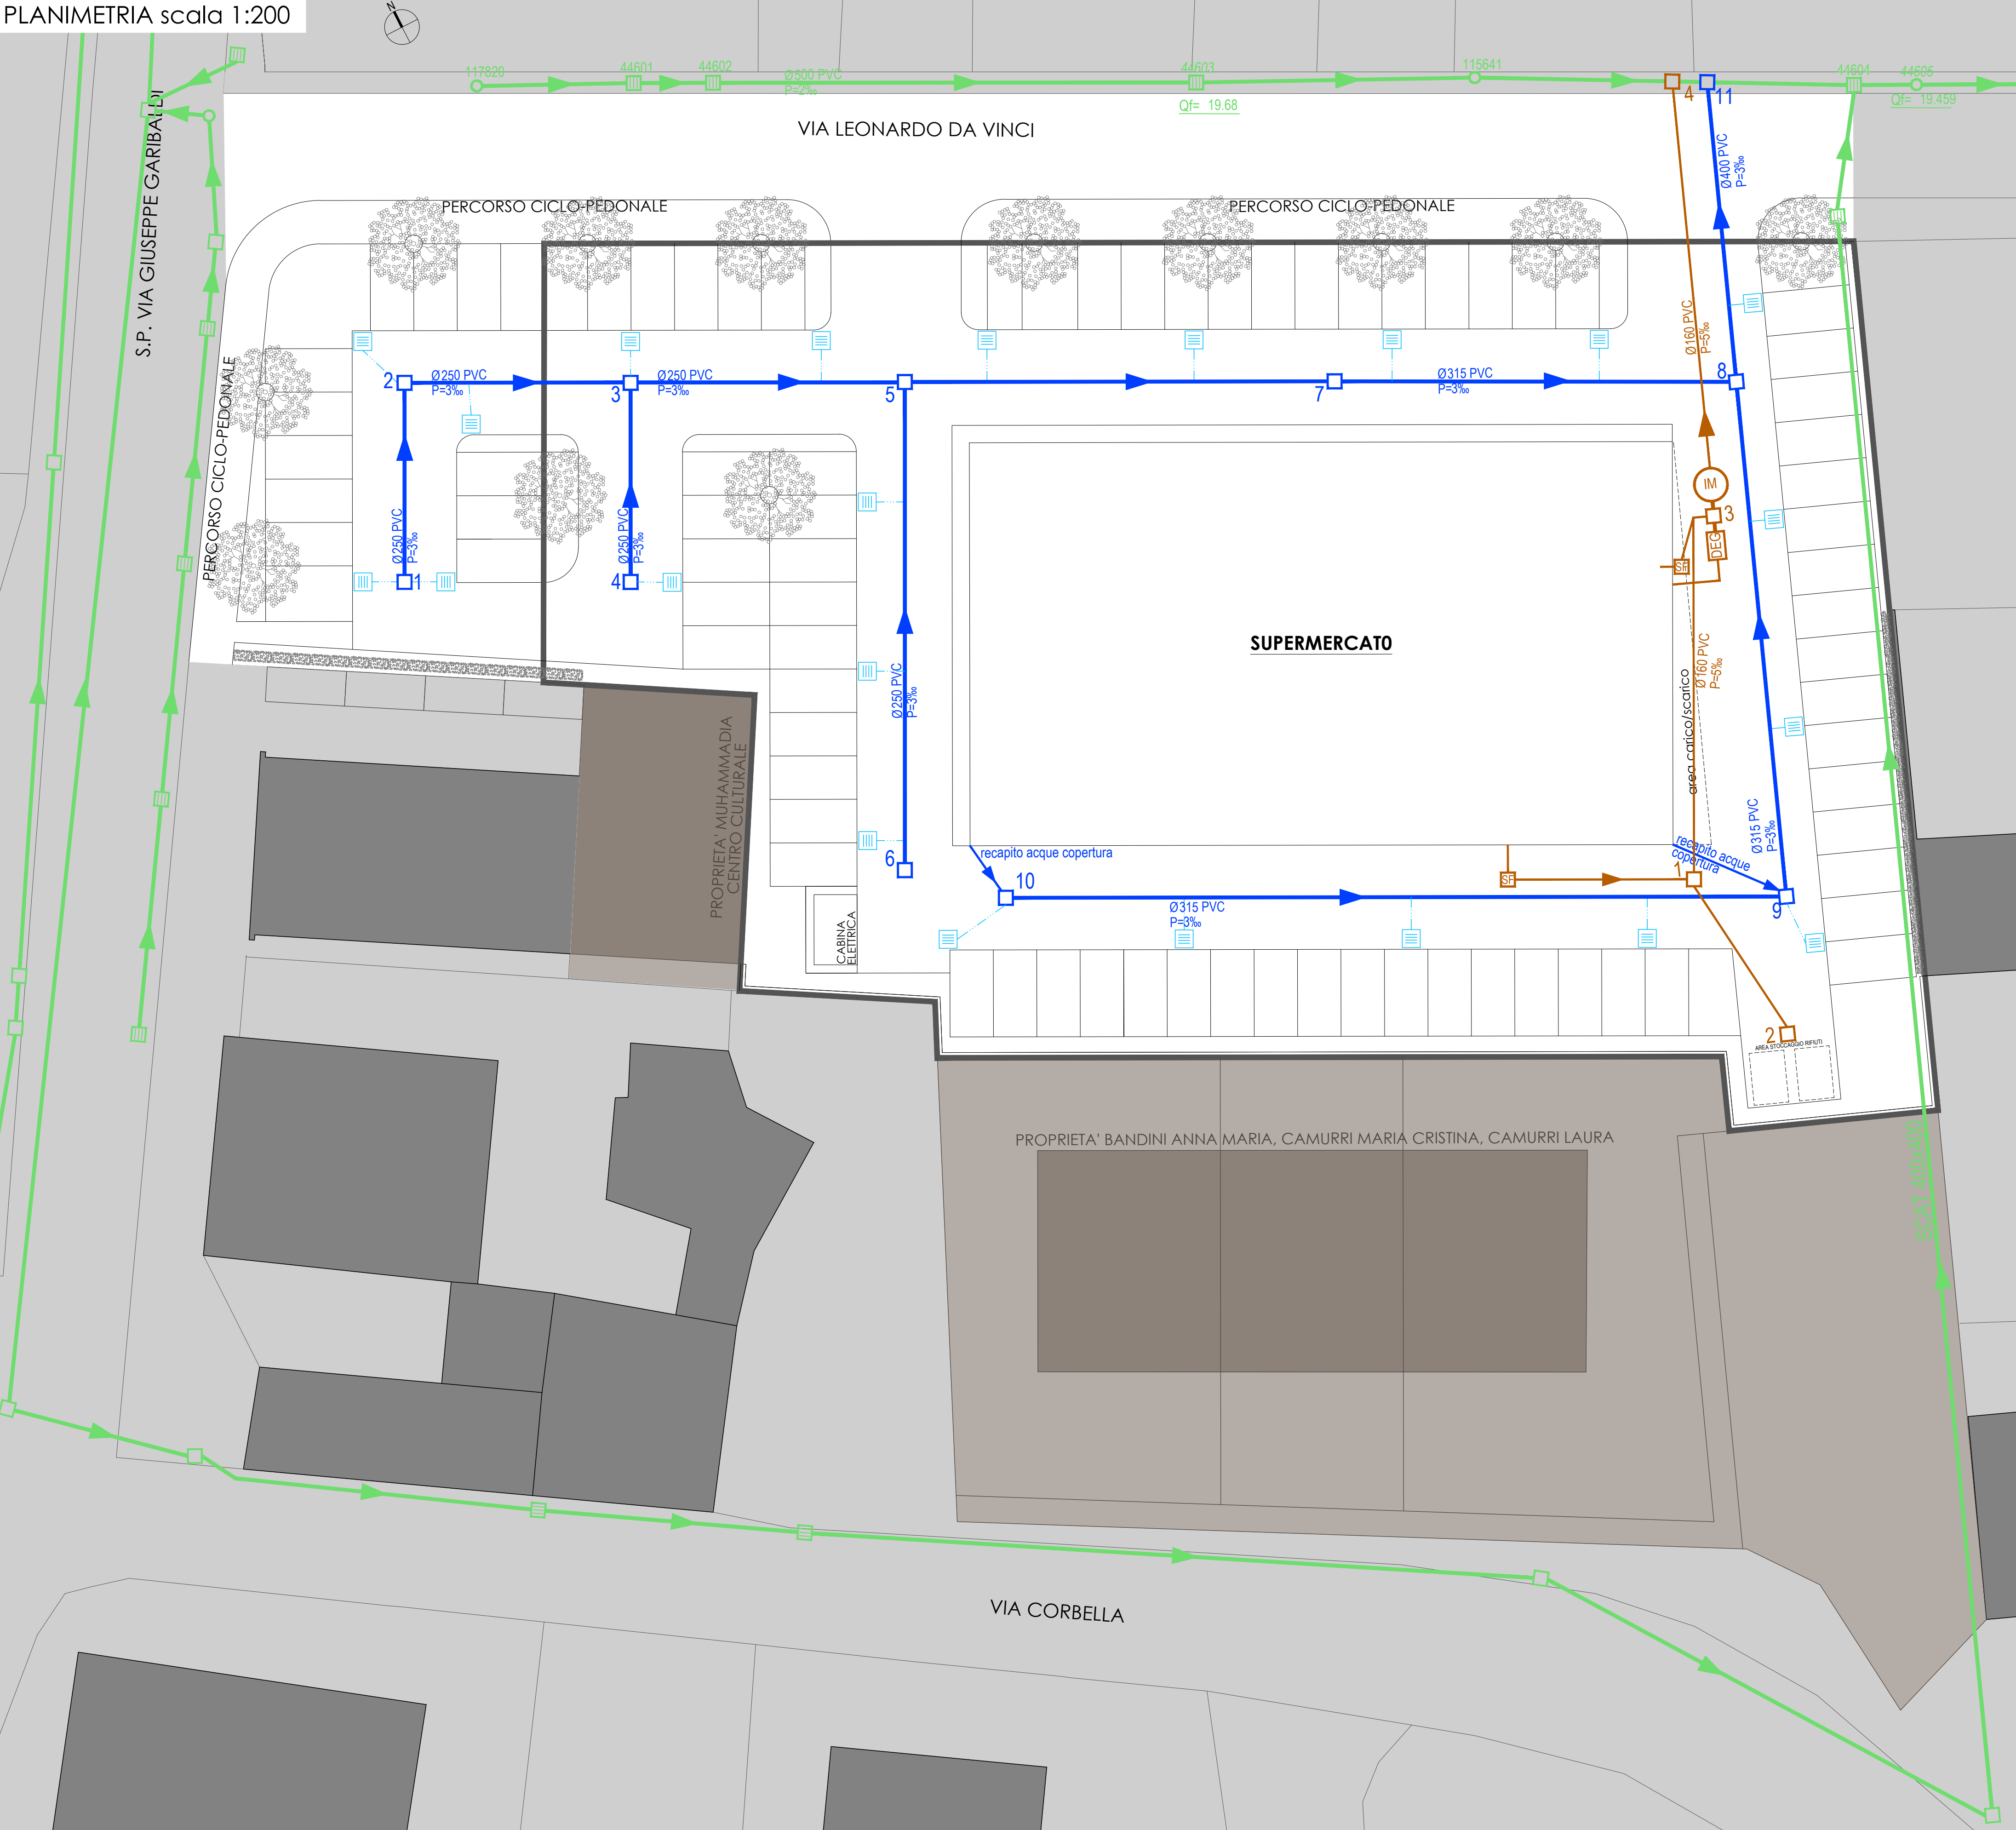 PLANIMETRIA scala 1:200
N
117820
44601
44602
Ø500 PVC
P=2‰
44603
Qf= 19.68
115641
4
11
44604
44605
Qf= 19.459
VIA LEONARDO DA VINCI
S.P. VIA GIUSEPPE GARIBALDI
Ø400 PVC
P=3‰
PERCORSO CICLO-PEDONALE
PERCORSO CICLO-PEDONALE
PERCORSO CICLO-PEDONALE
Ø160 PVC
P=5‰
2
Ø250 PVC
P=3‰
3
Ø250 PVC
P=3‰
5
7
Ø315 PVC
P=3‰
8
IM
3
DEG
SF
Ø250 PVC
P=3‰
1
Ø250 PVC
P=3‰
4
SUPERMERCATO
Ø250 PVC
P=3‰
Ø160 PVC
P=5‰
area carico/scarico
PROPRIETA' MUHAMMADIA
CENTRO CULTURALE
Ø315 PVC
P=3‰
6
recapito acque copertura
recapito acque
copertura
10
SF
1
9
Ø315 PVC
P=3‰
CABINA
ELETTRICA
2
AREA STOCCAGGIO RIFIUTI
PROPRIETA' BANDINI ANNA MARIA, CAMURRI MARIA CRISTINA, CAMURRI LAURA
SCAT.400x400
VIA CORBELLA